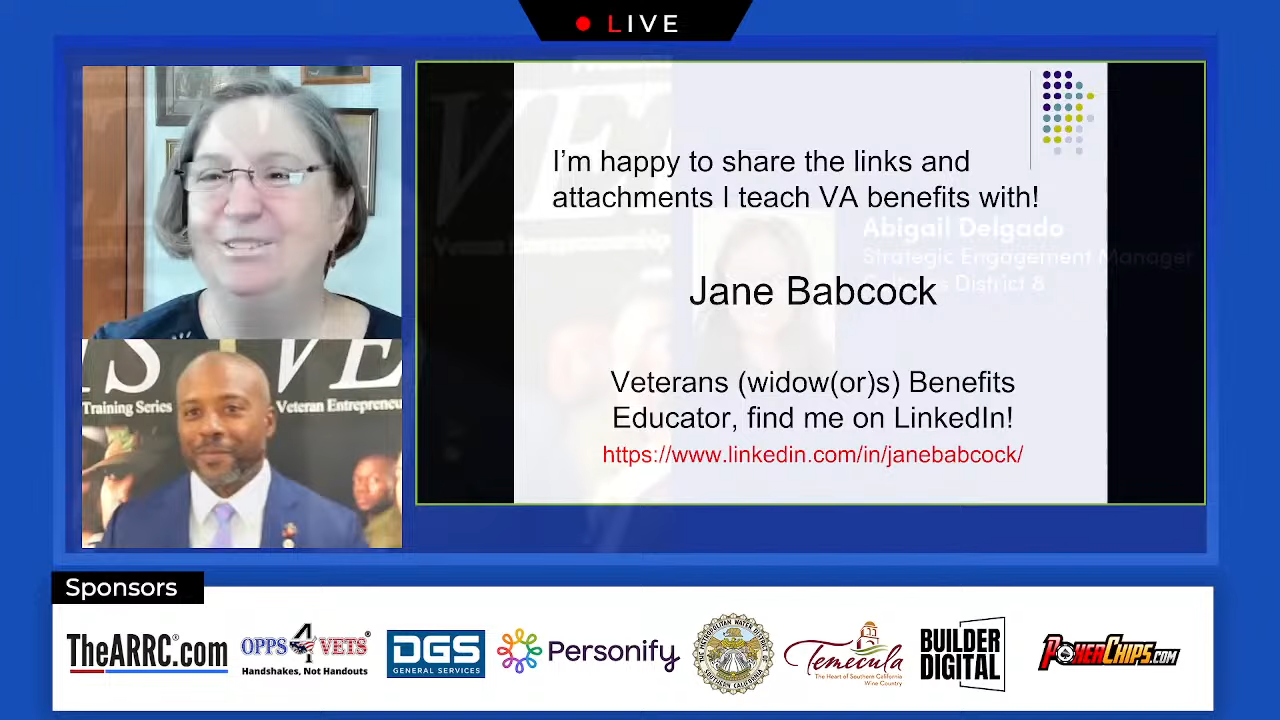 LIVE
I'm happy to share the links and
attachments I teach VA benefits with!
Abigail Delgado
Strategic Engagement Manager
District 8
Jane Babcock
Veterans (widow(or)s) Benefits
Educator, find me on LinkedIn!
https://www.linkedin.com/in/janebabcock/
S VE
Training Series
Veteran Entrepreneu
Sponsors
TheARRC®.com
OPPS 4 VETS®
Handshakes, Not Handouts
DGS
GENERAL SERVICES
Personify
Temecula
The Heart of Southern California
Wine Country
BUILDER
DIGITAL
POKERCHIPS.COM